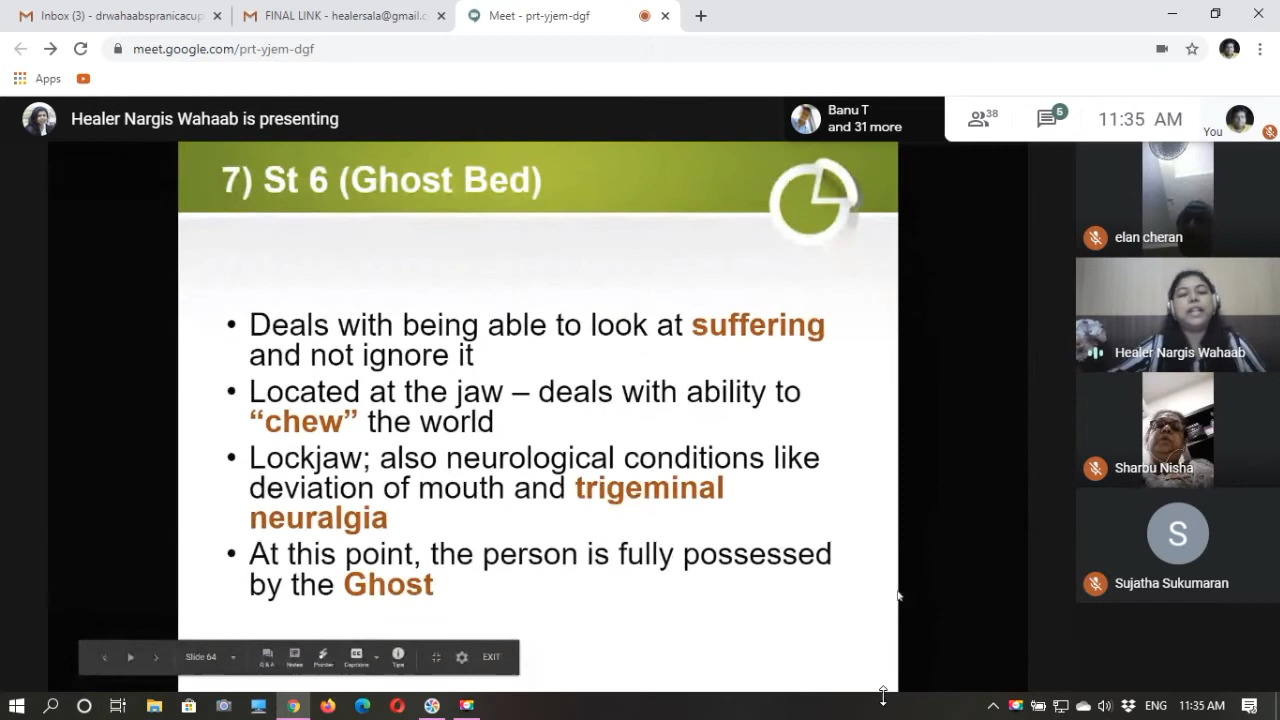 Inbox (3) - drwahaabspranicacup
FINAL LINK - healersala@gmail.c
Meet - prt-yjem-dgf
meet.google.com/prt-yjem-dgf
Apps
Healer Nargis Wahaab is presenting
Banu T
and 31 more
38
5
11:35 AM
You
7) St 6 (Ghost Bed)
elan cheran
• Deals with being able to look at suffering
and not ignore it
• Located at the jaw – deals with ability to
“chew” the world
• Lockjaw; also neurological conditions like
deviation of mouth and trigeminal
neuralgia
• At this point, the person is fully possessed
by the Ghost
Healer Nargis Wahaab
Sharbu Nisha
S
Sujatha Sukumaran
Slide 64
Q & A
Notes
Pointer
Captions
Tips
EXIT
ENG
11:35 AM